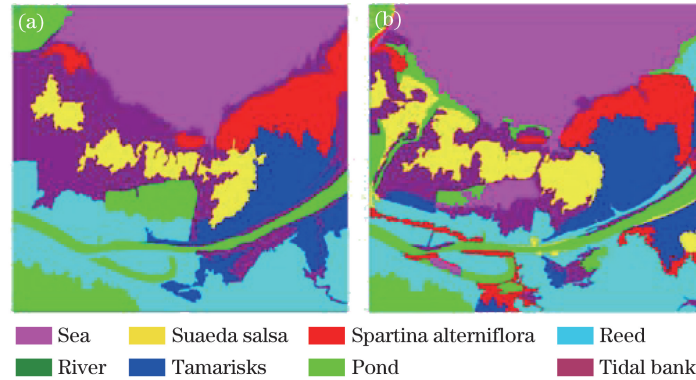 (a) (b)
Sea Suaeda salsa Spartina alterniflora Reed
River Tamarisks Pond Tidal bank